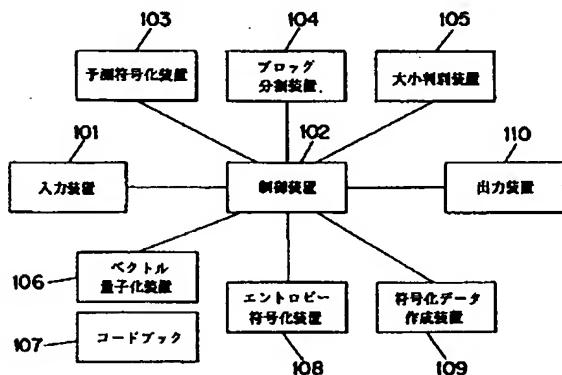 103
104
105
予測符号化装置
ブロック
分割装置
大小判別装置
101
102
110
入力装置
制御装置
出力装置
ベクトル
量子化装置
エントロピー
符号化装置
符号化データ
作成装置
106
コードブック
107
108
109